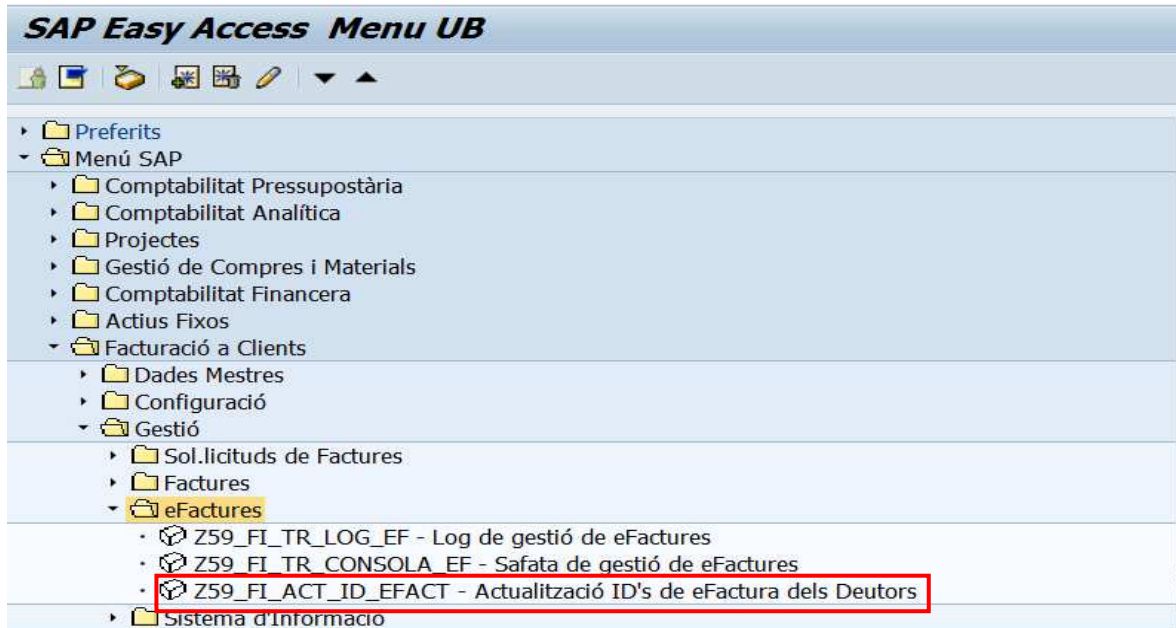 SAP Easy Access Menu UB
Preferits
Menú SAP
Comptabilitat Pressupostària
Comptabilitat Analítica
Projectes
Gestió de Compres i Materials
Comptabilitat Financera
Actius Fixos
Facturació a Clients
Dades Mestres
Configuració
Gestió
Sol.licituds de Factures
Factures
eFactures
Z59_FI_TR_LOG_EF - Log de gestió de eFactures
Z59_FI_TR_CONSOLA_EF - Safata de gestió de eFactures
Z59_FI_ACT_ID_EFACT - Actualització ID's de eFactura dels Deutors
Sistema d'Informació